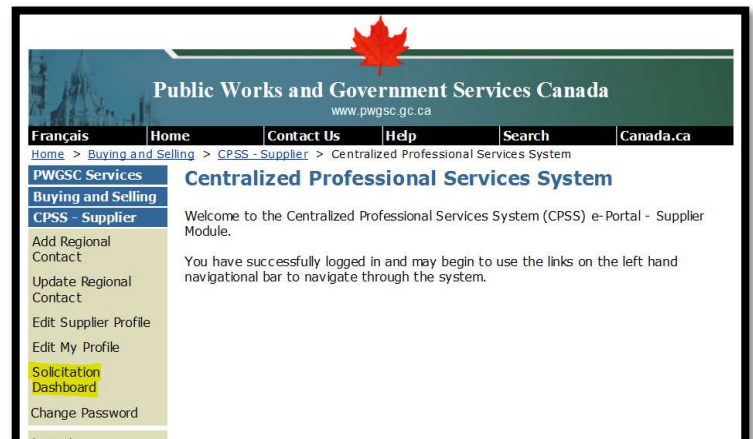 Public Works and Government Services Canada
www.pwgsc.gc.ca
Français Home Contact Us Help Search Canada.ca
Home > Buying and Selling > CPSS - Supplier > Centralized Professional Services System
PWGSC Services
Buying and Selling
CPSS - Supplier
Add Regional
Contact
Update Regional
Contact
Edit Supplier Profile
Edit My Profile
Solicitation
Dashboard
Change Password
Centralized Professional Services System
Welcome to the Centralized Professional Services System (CPSS) e-Portal - Supplier
Module.
You have successfully logged in and may begin to use the links on the left hand
navigational bar to navigate through the system.